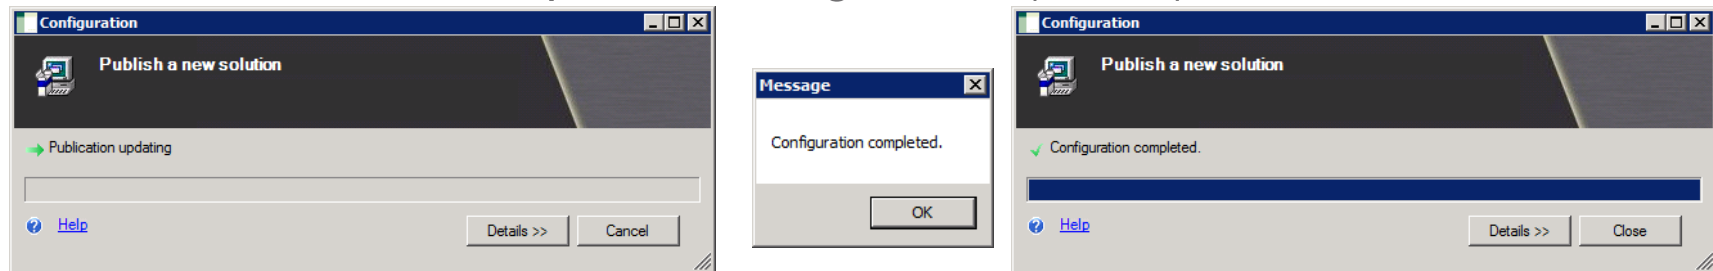 Configuration
Publish a new solution
Publication updating
Help
Details >>
Cancel
Message
Configuration completed.
OK
Configuration
Publish a new solution
Configuration completed.
Help
Details >>
Close